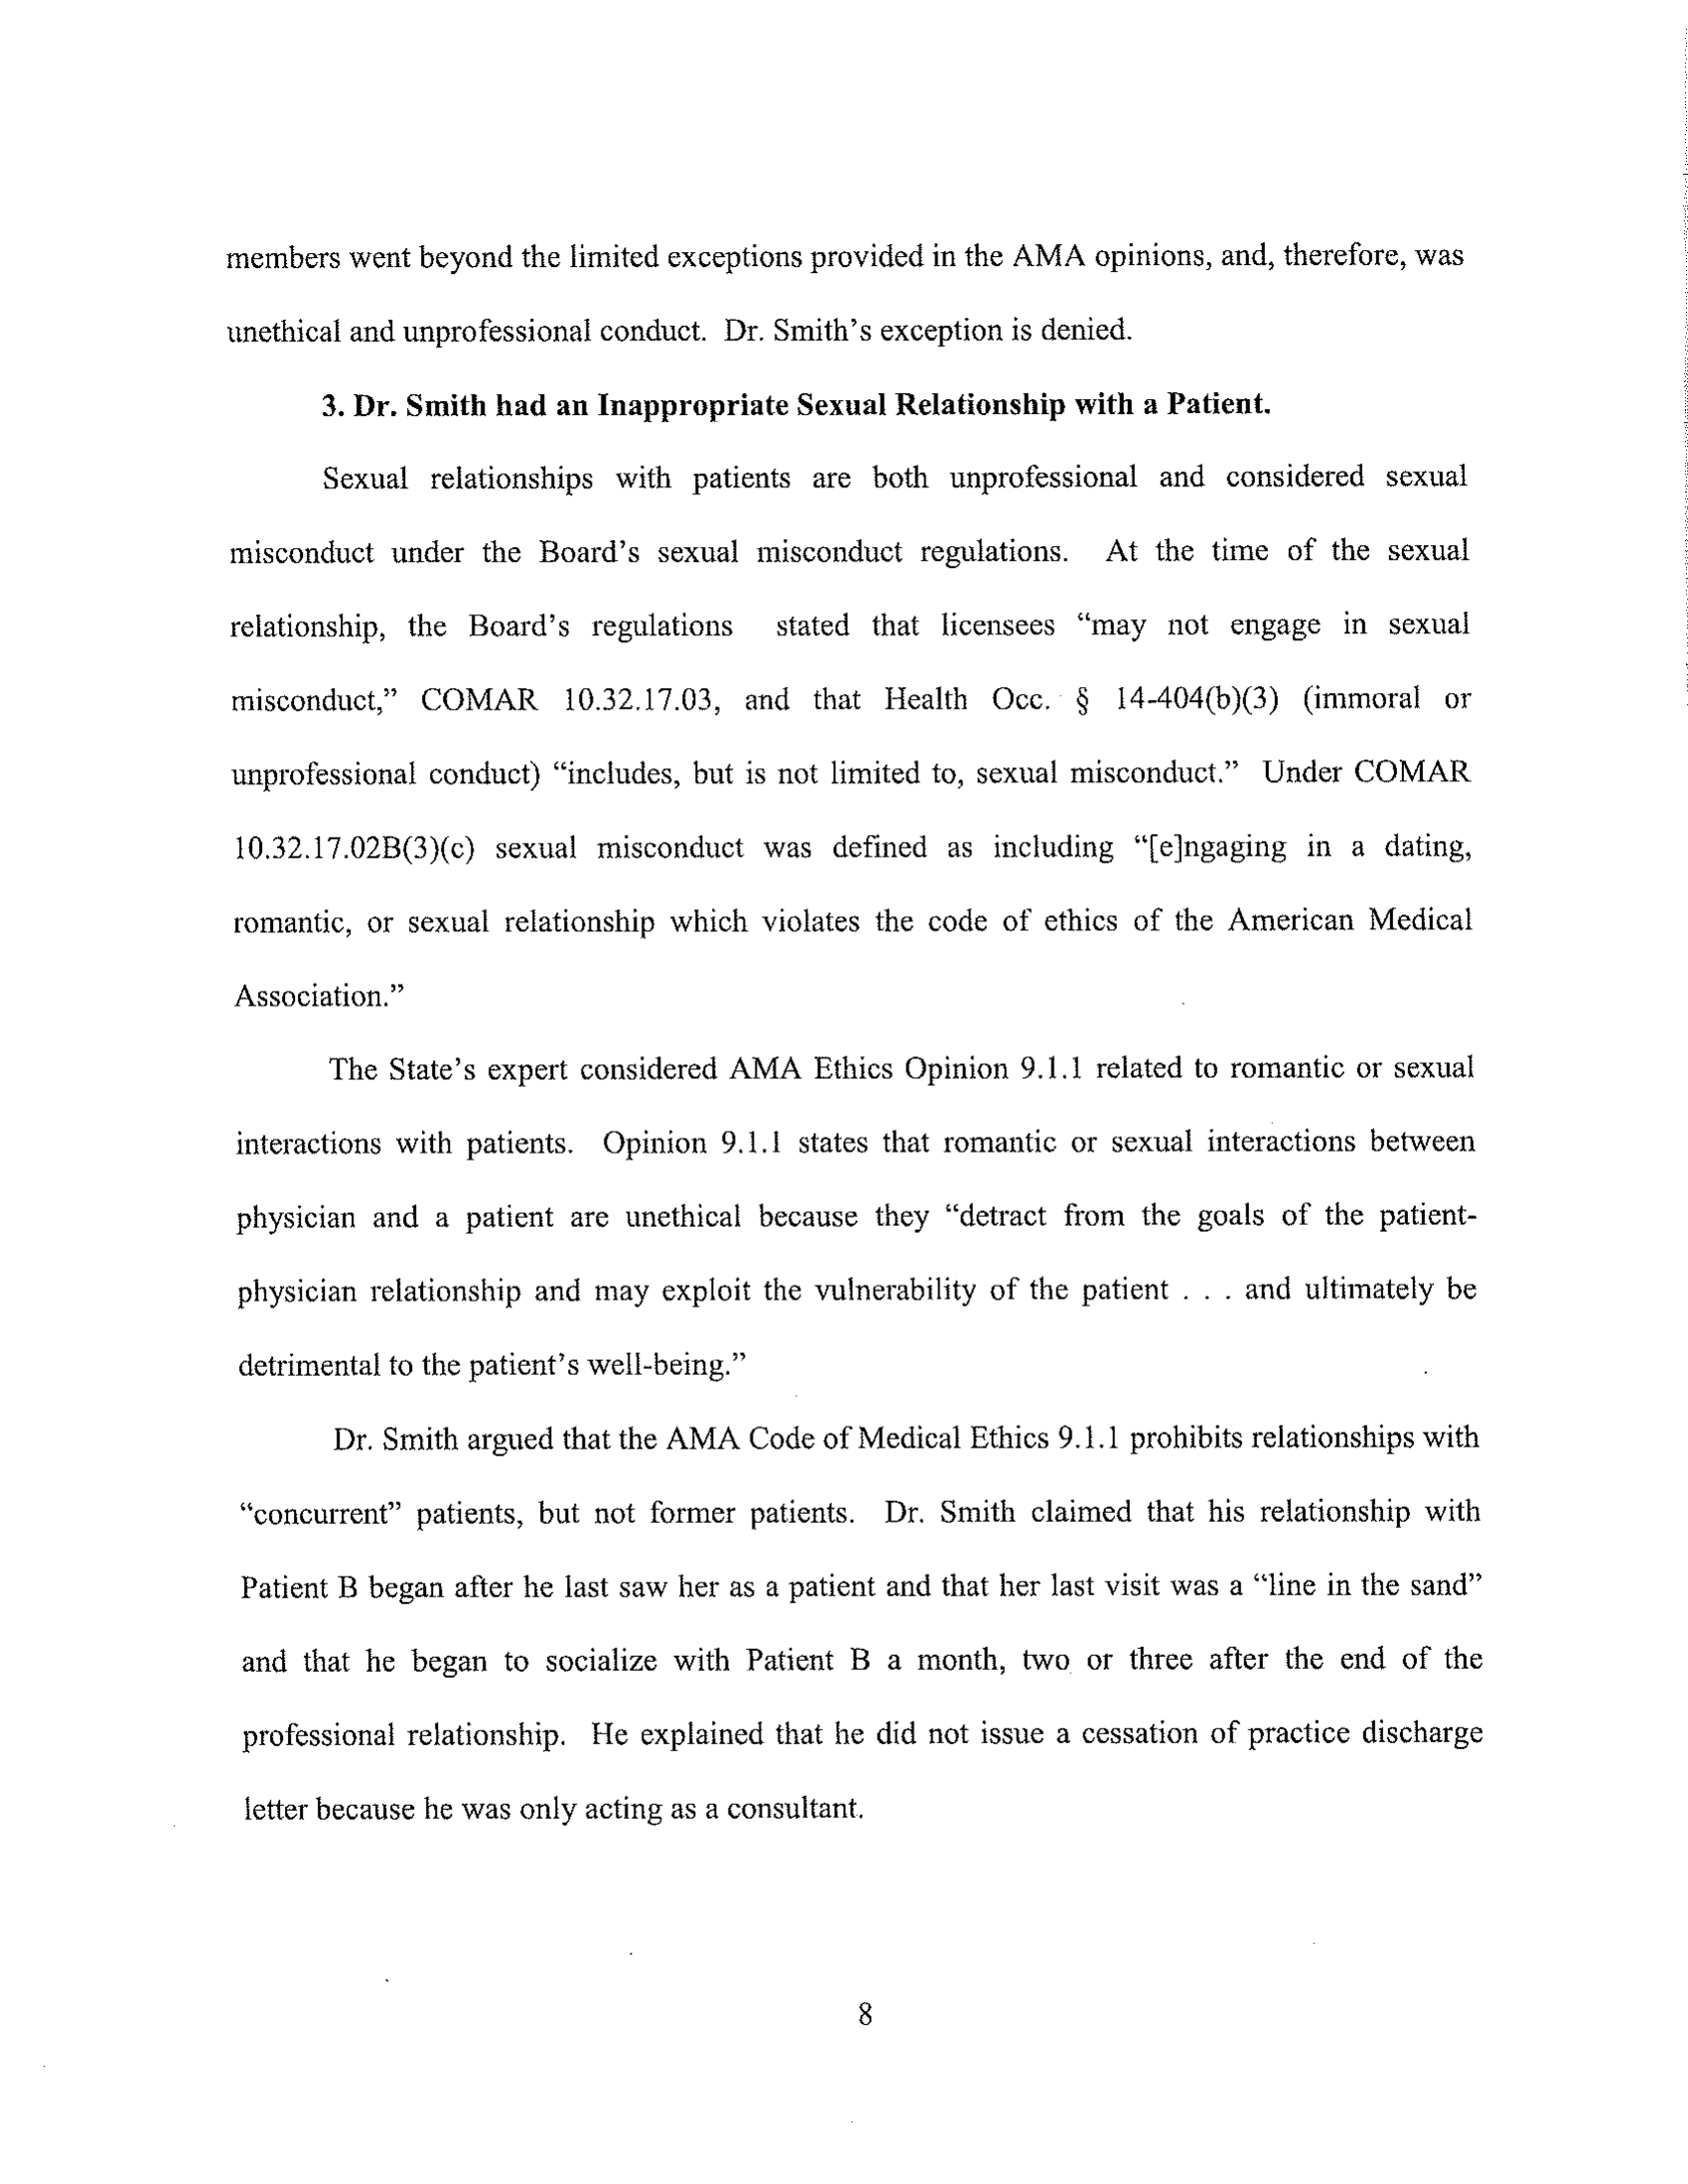 members went beyond the limited exceptions provided in the AMA opinions, and, therefore, was
unethical and unprofessional conduct. Dr. Smith's exception is denied.
3. Dr. Smith had an Inappropriate Sexual Relationship with a Patient.
Sexual relationships with patients are both unprofessional and considered sexual
misconduct under the Board's sexual misconduct regulations. At the time of the sexual
relationship, the Board's regulations stated that licensees “may not engage in sexual
misconduct,” COMAR 10.32.17.03, and that Health Occ. § 14-404(b)(3) (immoral or
unprofessional conduct) “includes, but is not limited to, sexual misconduct.” Under COMAR
10.32.17.02B(3)(c) sexual misconduct was defined as including “[e]ngaging in a dating,
romantic, or sexual relationship which violates the code of ethics of the American Medical
Association.”
The State's expert considered AMA Ethics Opinion 9.1.1 related to romantic or sexual
interactions with patients. Opinion 9.1.1 states that romantic or sexual interactions between
physician and a patient are unethical because they “detract from the goals of the patient-
physician relationship and may exploit the vulnerability of the patient . . . and ultimately be
detrimental to the patient's well-being.”
Dr. Smith argued that the AMA Code of Medical Ethics 9.1.1 prohibits relationships with
“concurrent” patients, but not former patients. Dr. Smith claimed that his relationship with
Patient B began after he last saw her as a patient and that her last visit was a “line in the sand”
and that he began to socialize with Patient B a month, two or three after the end of the
professional relationship. He explained that he did not issue a cessation of practice discharge
letter because he was only acting as a consultant.
8